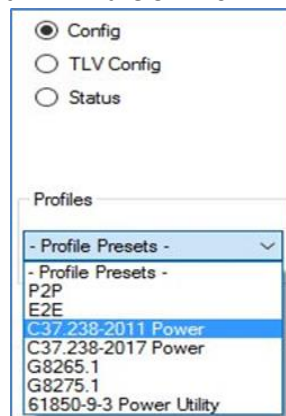 Config
TLV Config
Status
Profiles
- Profile Presets -
- Profile Presets -
P2P
E2E
C37.238-2011 Power
C37.238-2017 Power
G8265.1
G8275.1
61850-9-3 Power Utility